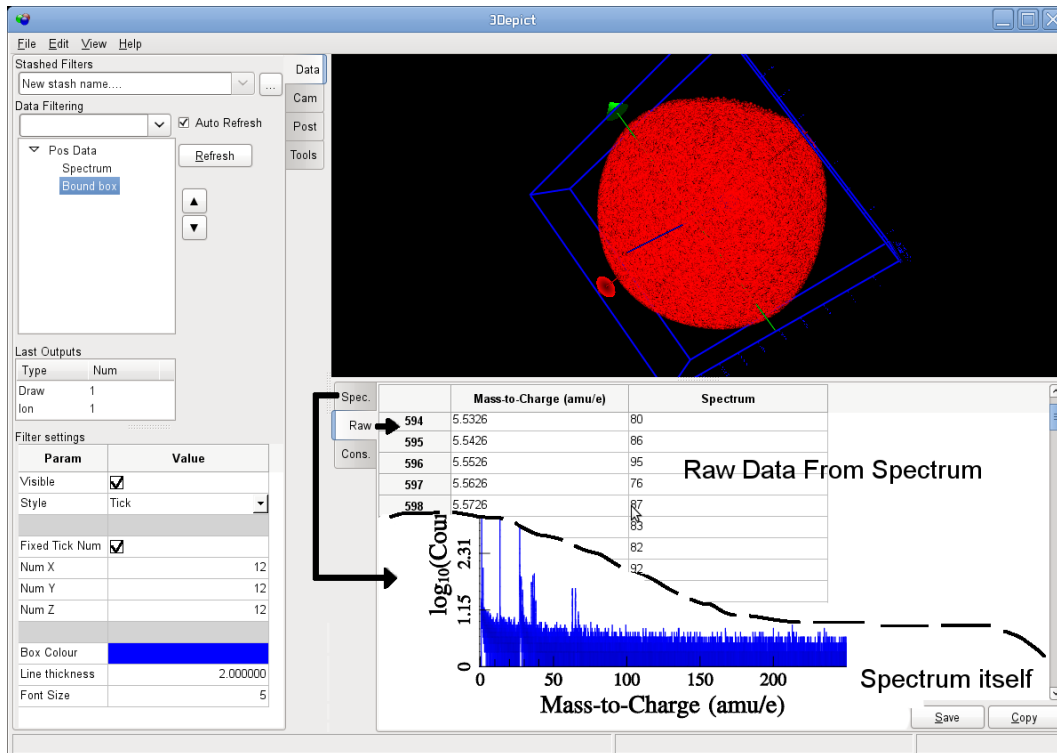 3Depict
File Edit View Help
Stashed Filters
New stash name....
...
Data Filtering
Auto Refresh
Pos Data
Spectrum
Bound box
Refresh
Data
Cam
Post
Tools
Last Outputs
Type Num
Draw 1
Ion 1
Filter settings
Param Value
Visible
Style Tick
Fixed Tick Num
Num X 12
Num Y 12
Num Z 12
Box Colour
Line thickness 2.000000
Font Size 5
Spec.
Raw
Cons.
Mass-to-Charge (amu/e) Spectrum
594 5.5326 80
595 5.5426 86
596 5.5526 95
597 5.5626 76
598 5.5726 87
83
82
92
Raw Data From Spectrum
log10(Cour
2.31
1.15
0
0 50 100 150 200
Mass-to-Charge (amu/e)
Spectrum itself
Save Copy